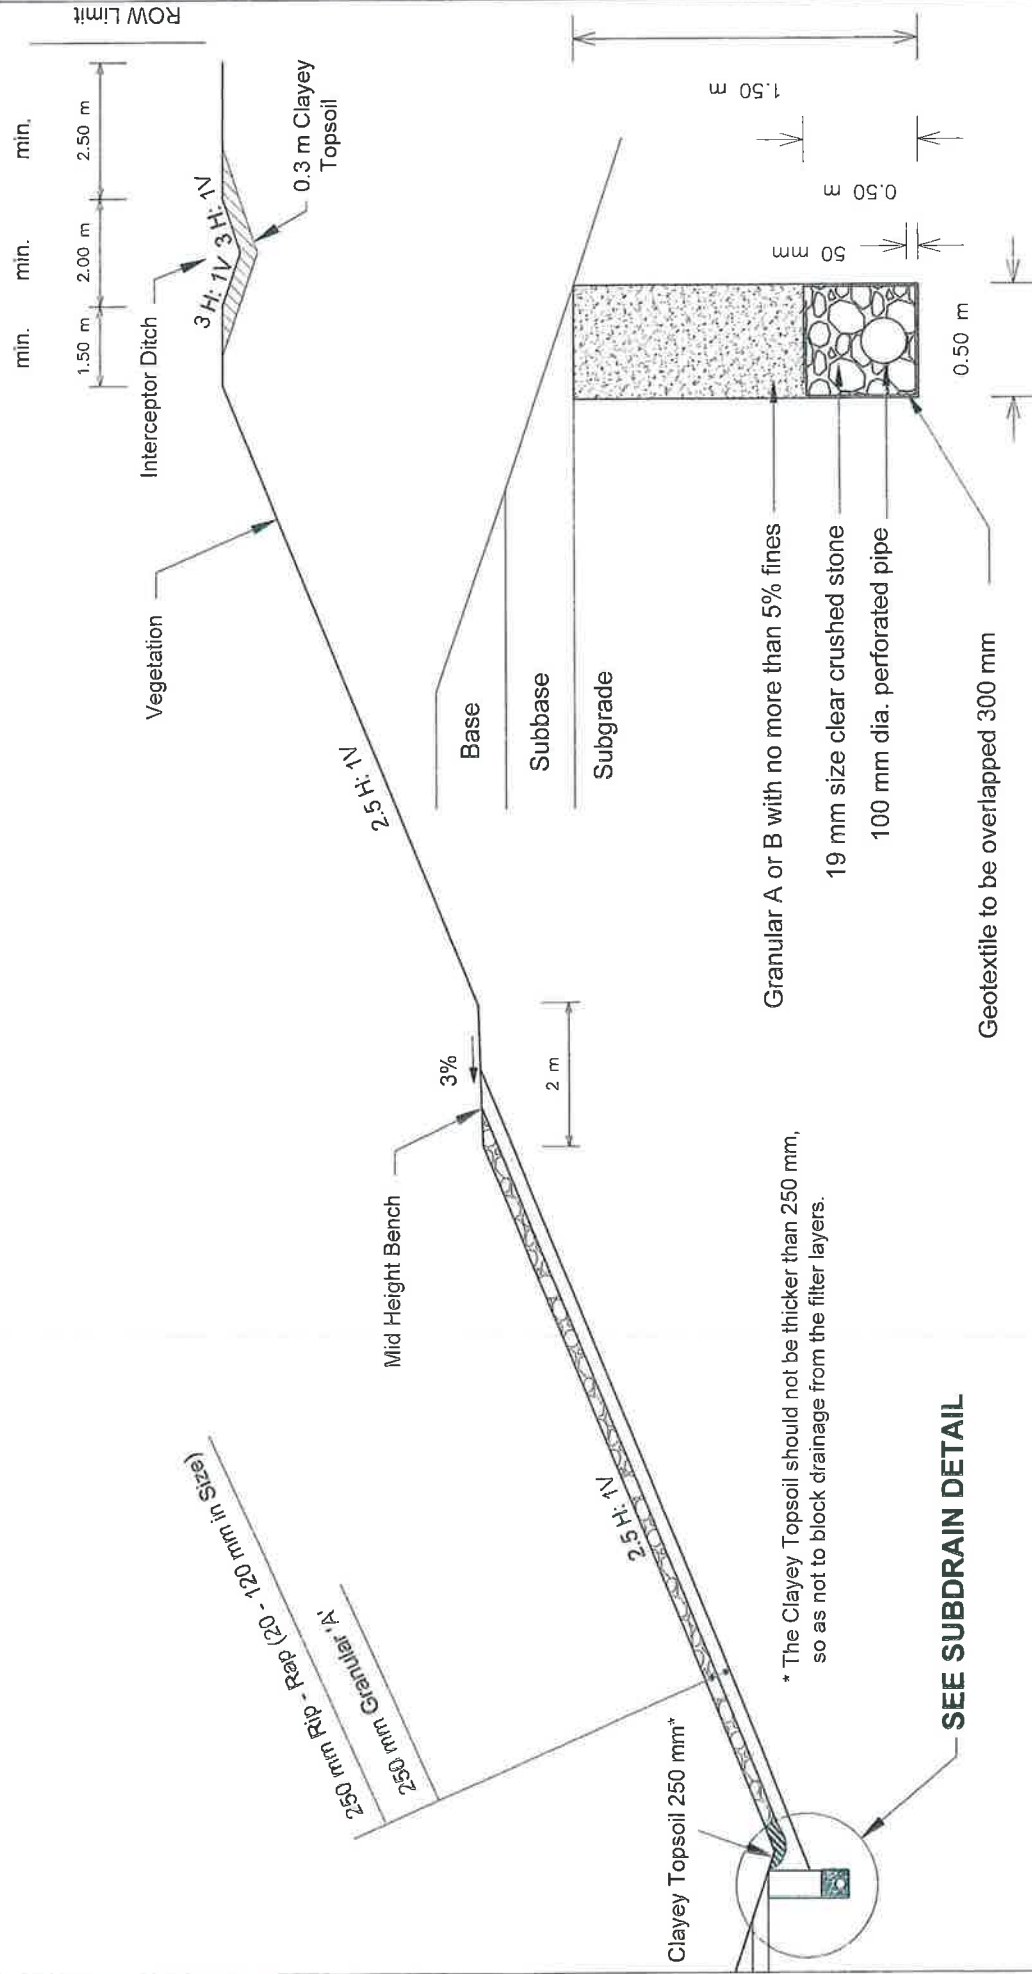 ROW Limit
min.
min.
min.
1.50 m
2.00 m
2.50 m
Interceptor Ditch
3 H: 1V
3 H: 1V
0.3 m Clayey
Topsoil
Vegetation
2.5 H: 1V
3%
Mid Height Bench
2 m
250 mm Rip - Rap (20 - 120 mm in Size)
250 mm Granular 'A'
2.5 H: 1V
Clayey Topsoil 250 mm*
* The Clayey Topsoil should not be thicker than 250 mm,
so as not to block drainage from the filter layers.
SEE SUBDRAIN DETAIL
Base
Subbase
Subgrade
Granular A or B with no more than 5% fines
19 mm size clear crushed stone
100 mm dia. perforated pipe
Geotextile to be overlapped 300 mm
50 mm
0.50 m
1.50 m
0.50 m